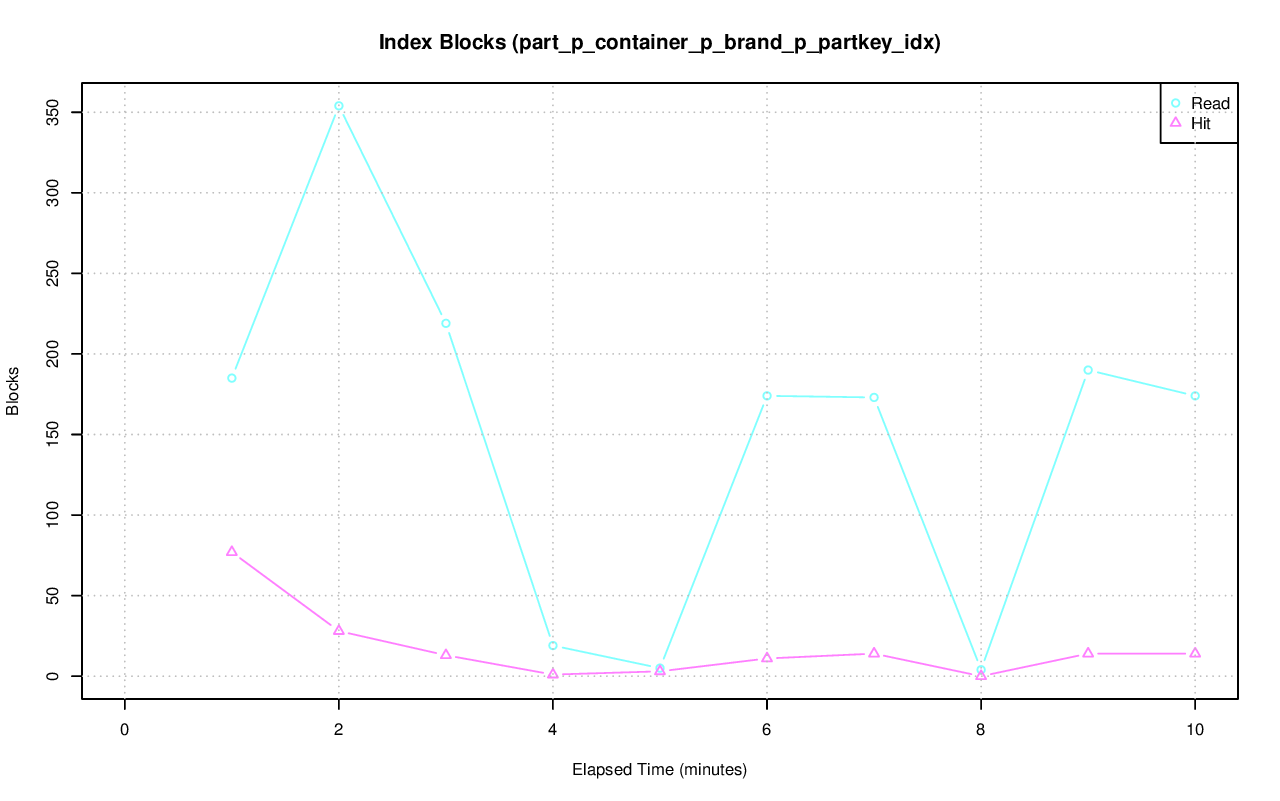 Index Blocks (part_p_container_p_brand_p_partkey_idx)
Read
Hit
350
300
250
200
150
100
50
0
Blocks
0 2 4 6 8 10
Elapsed Time (minutes)